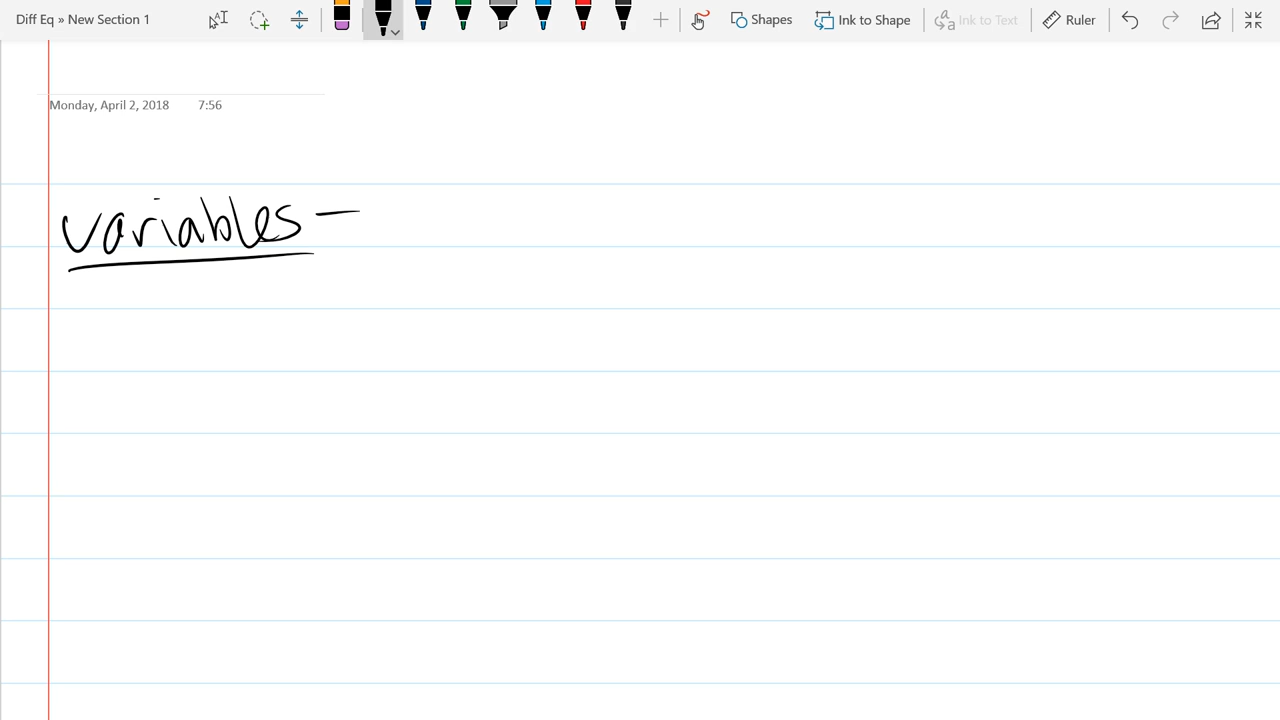 Diff Eq » New Section 1
Shapes
Ink to Shape
Ink to Text
Ruler
Monday, April 2, 2018 7:56
variables –